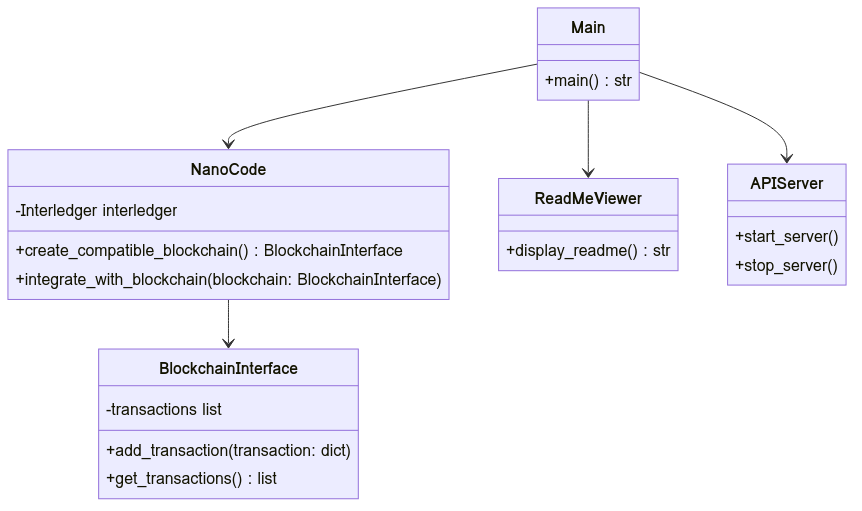 Main
+main() : str
NanoCode
-Interledger interledger
+create_compatible_blockchain() : BlockchainInterface
+integrate_with_blockchain(blockchain: BlockchainInterface)
ReadMeViewer
+display_readme() : str
APIServer
+start_server()
+stop_server()
BlockchainInterface
-transactions list
+add_transaction(transaction: dict)
+get_transactions() : list